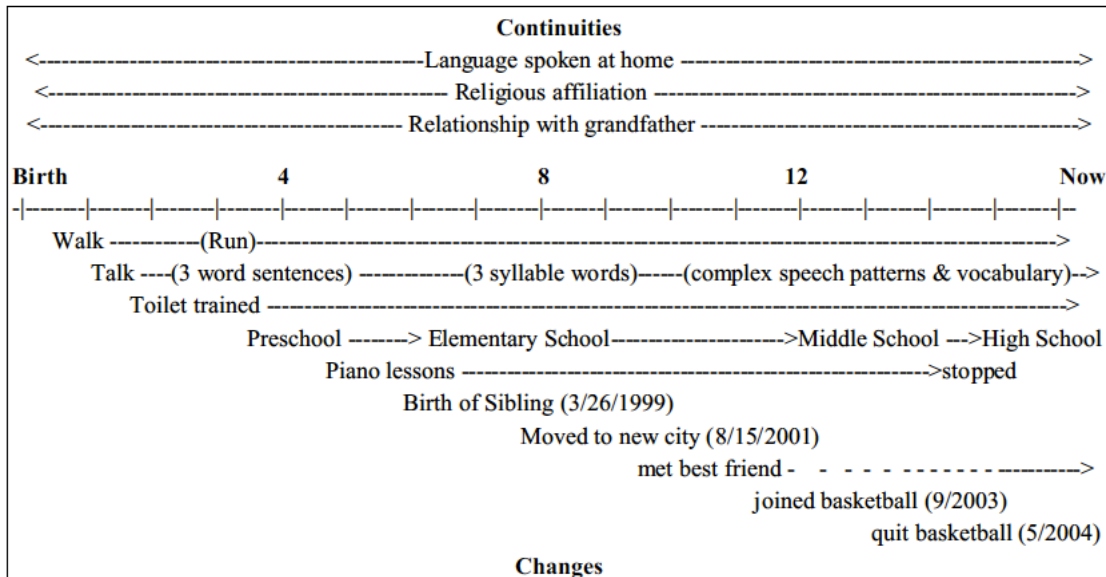 Continuities
<-----------------------------------------------Language spoken at home ------------------------------------------------>
<------------------------------------------------ Religious affiliation ---------------------------------------------------->
<-------------------------------------------- Relationship with grandfather --------------------------------------------->
Birth 4 8 12 Now
-|-------|-------|-------|-------|-------|-------|-------|-------|-------|-------|-------|-------|-------|-------|-------|-------|--
Walk -----------(Run)------------------------------------------------------------------------------------------------>
Talk ----(3 word sentences) -------------(3 syllable words)------(complex speech patterns & vocabulary)-->
Toilet trained ------------------------------------------------------------------------------------------------>
Preschool -------> Elementary School--------------------->Middle School --->High School
Piano lessons -------------------------------------------------------->stopped
Birth of Sibling (3/26/1999)
Moved to new city (8/15/2001)
met best friend - - - - - - - - - - - ------------>
joined basketball (9/2003)
quit basketball (5/2004)
Changes